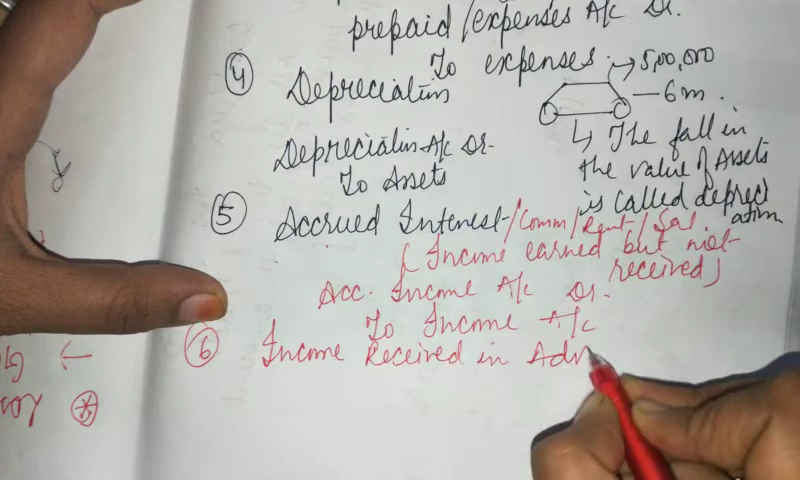 prepaid/expenses A/c Dr.
To expenses.
④ Depreciation
→ 5,00,000
— 6m.
Depreciation A/c Dr.
To Assets
↳ The fall in
the value of Assets
is called depreci
ation
⑤ Accrued Interest/Comm/Rent/Sal.
(Income earned but not
received)
Acc. Income A/c Dr.
To Income A/c
⑥ Income Received in Adv